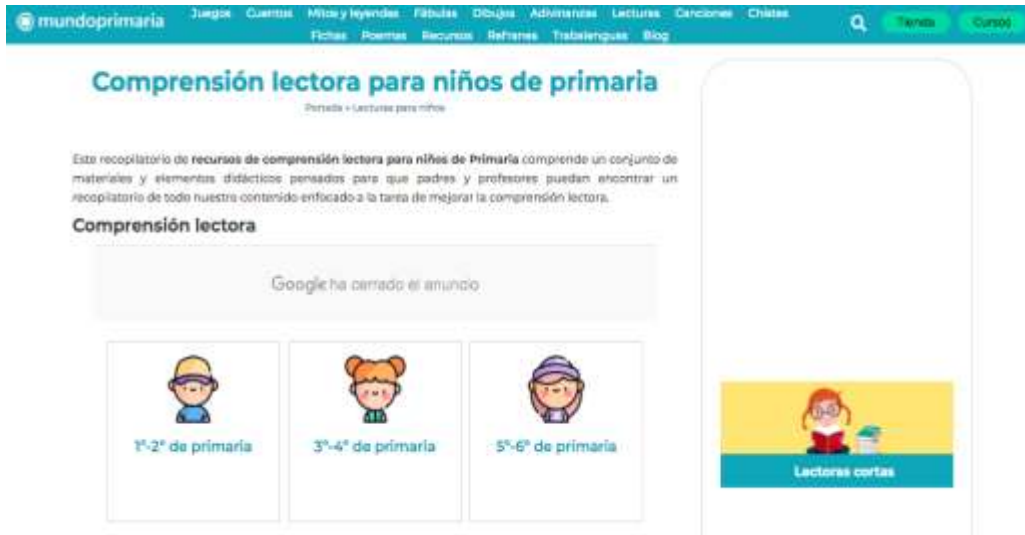 mundoprimaria
Juegos Cuentos Mitos y leyendas Fábulas Dibujos Adivinanzas Lecturas Canciones Chistes
Fichas Poemas Recursos Refranes Trabalenguas Blog
Tienda Cursos
Comprensión lectora para niños de primaria
Portada » Lecturas para niños
Este recopilatorio de recursos de comprensión lectora para niños de Primaria comprende un conjunto de
materiales y elementos didácticos pensados para que padres y profesores puedan encontrar un
recopilatorio de todo nuestro contenido enfocado a la tarea de mejorar la comprensión lectora.
Comprensión lectora
Google ha cerrado el anuncio
1º-2º de primaria
3º-4º de primaria
5º-6º de primaria
Lectoras cortas